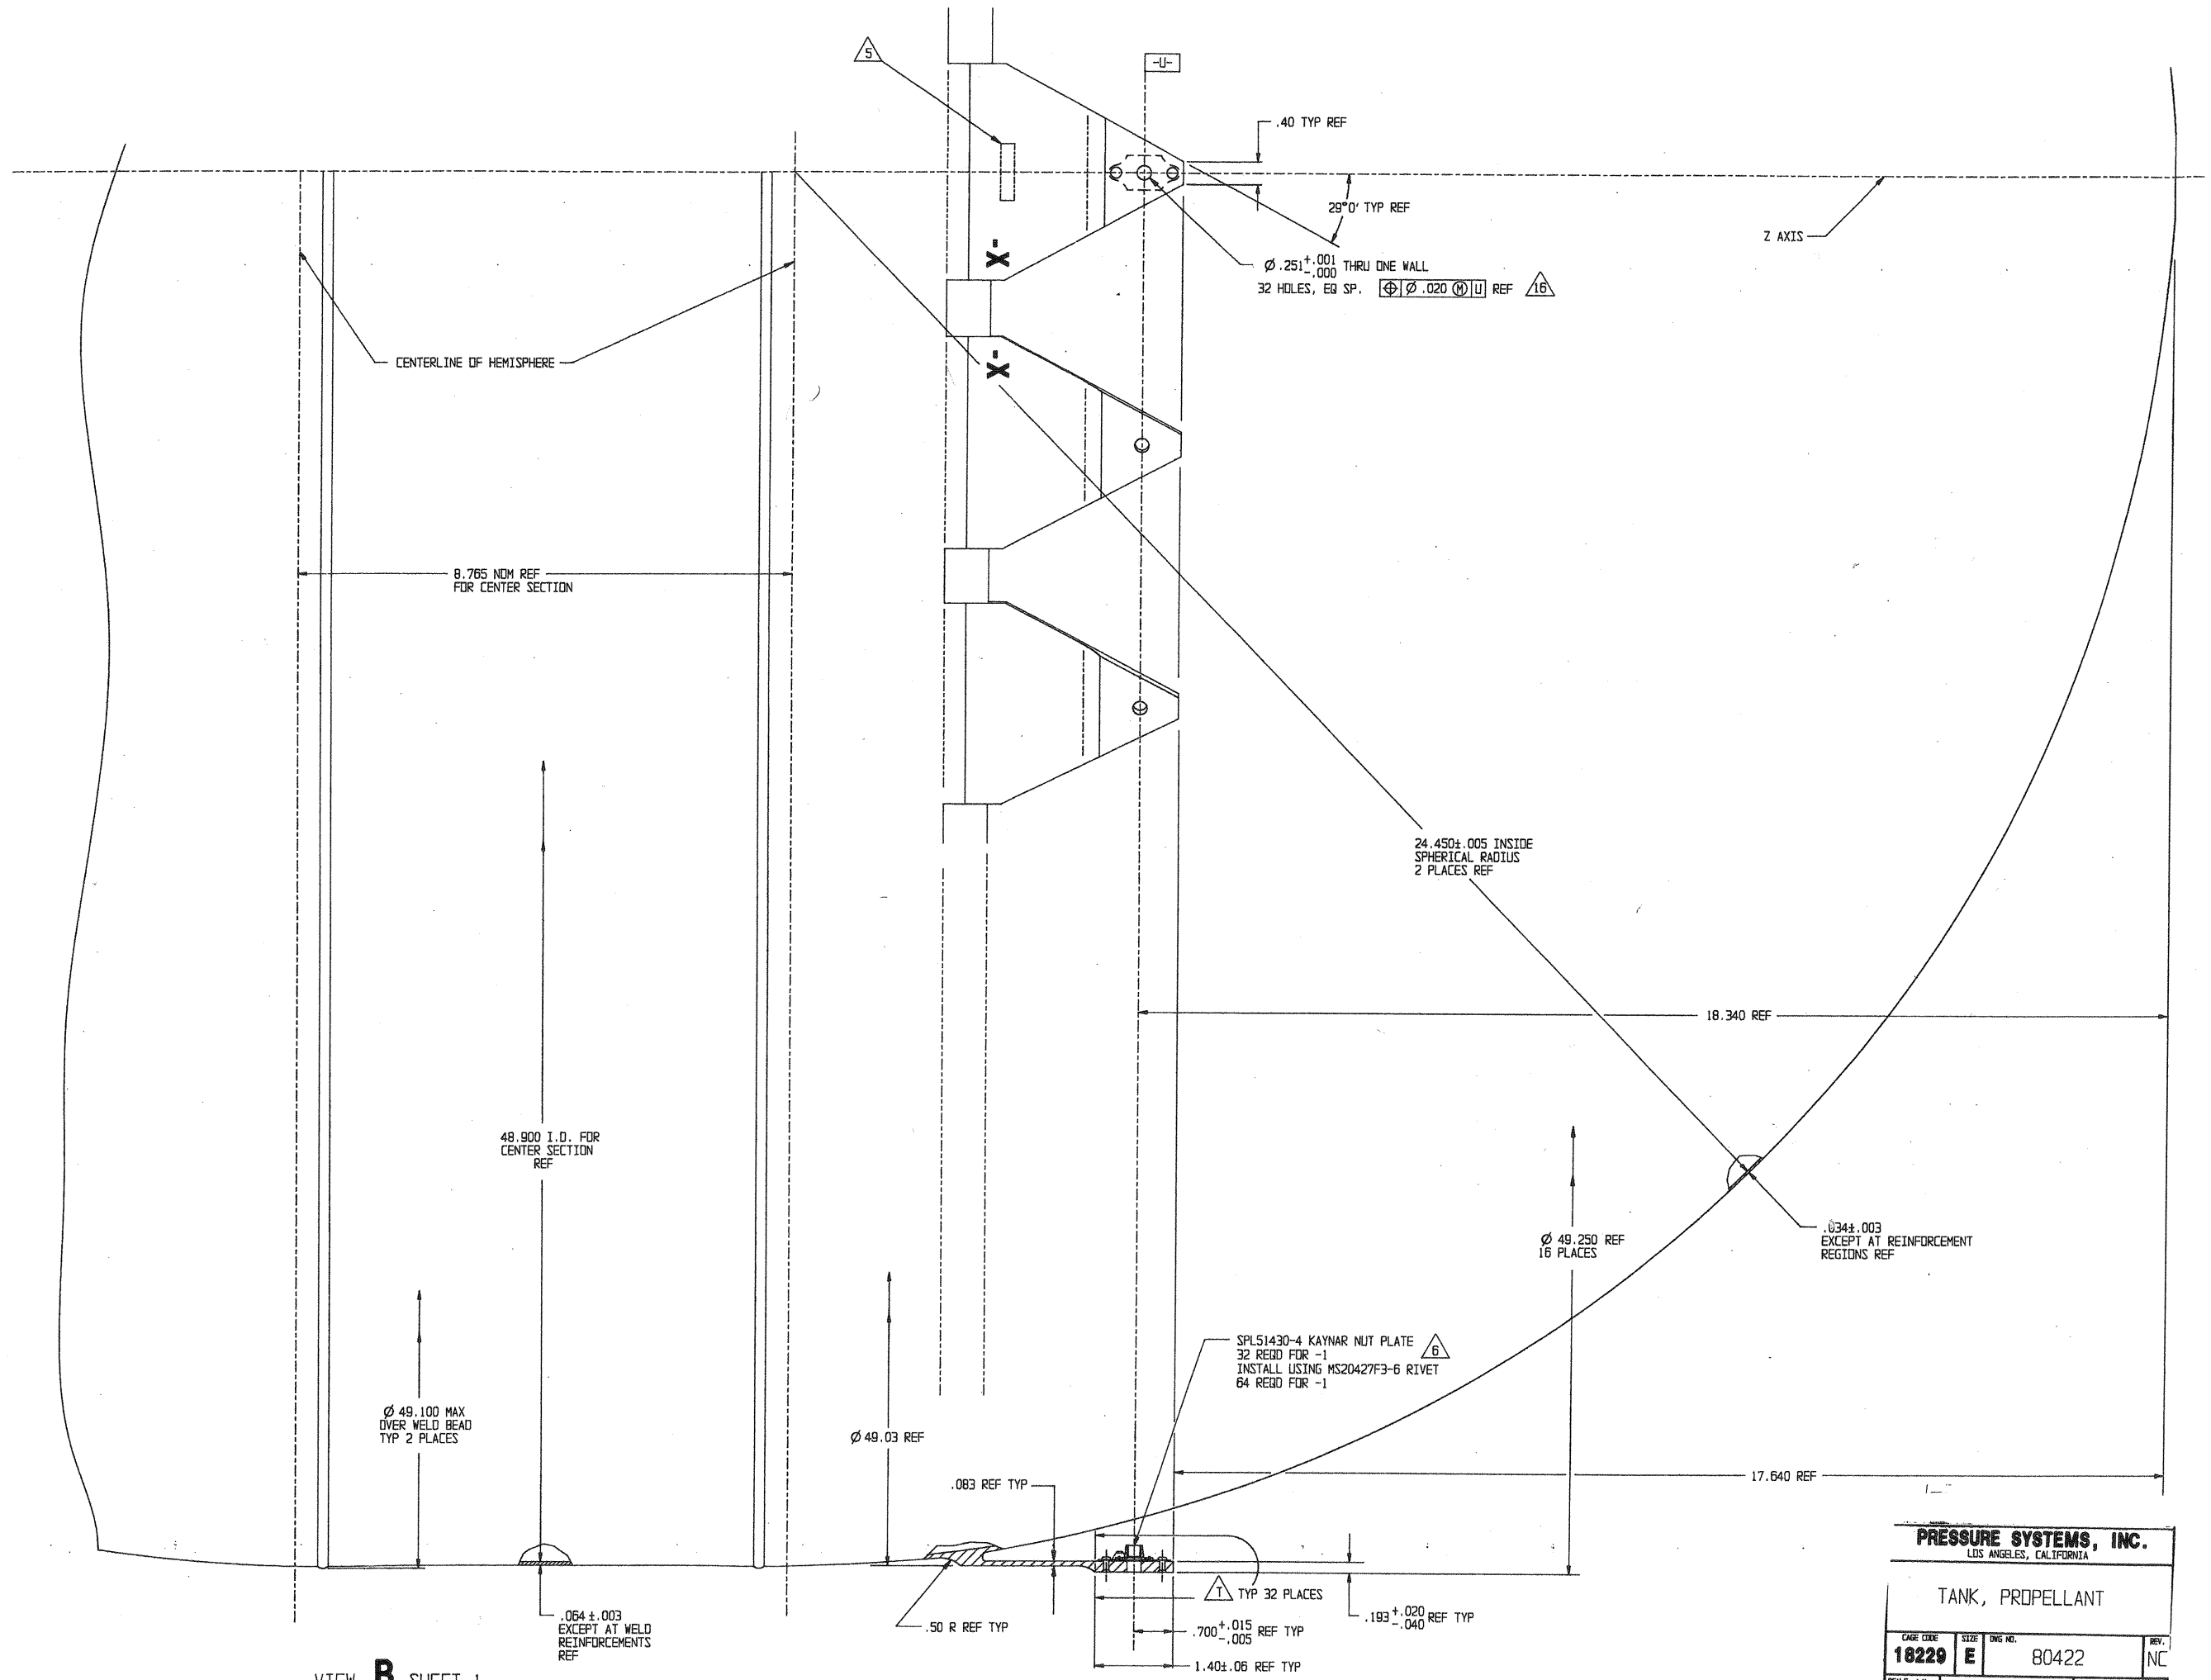 5
-U-
.40 TYP REF
29°0' TYP REF
Z AXIS
Ø .251 +.001 -.000 THRU ONE WALL
32 HOLES, EQ SP. ⌖ Ø .020 Ⓜ U REF 16
X-
CENTERLINE OF HEMISPHERE
X-
8.765 NOM REF
FOR CENTER SECTION
24.450±.005 INSIDE
SPHERICAL RADIUS
2 PLACES REF
18.340 REF
48.900 I.D. FOR
CENTER SECTION
REF
.034±.003
EXCEPT AT REINFORCEMENT
REGIONS REF
Ø 49.250 REF
16 PLACES
SPL51430-4 KAYNAR NUT PLATE 6
32 REQD FOR -1
INSTALL USING MS20427F3-6 RIVET
64 REQD FOR -1
Ø 49.100 MAX
OVER WELD BEAD
TYP 2 PLACES
Ø 49.03 REF
17.640 REF
.083 REF TYP
T TYP 32 PLACES
.193 +.020 -.040 REF TYP
.064 ±.003
EXCEPT AT WELD
REINFORCEMENTS
REF
.50 R REF TYP
.700 +.015 -.005 REF TYP
1.40±.06 REF TYP
VIEW B SHEET 1
PRESSURE SYSTEMS, INC.
LOS ANGELES, CALIFORNIA
TANK, PROPELLANT
CAGE CODE SIZE DWG NO. REV.
18229 E 80422 NC